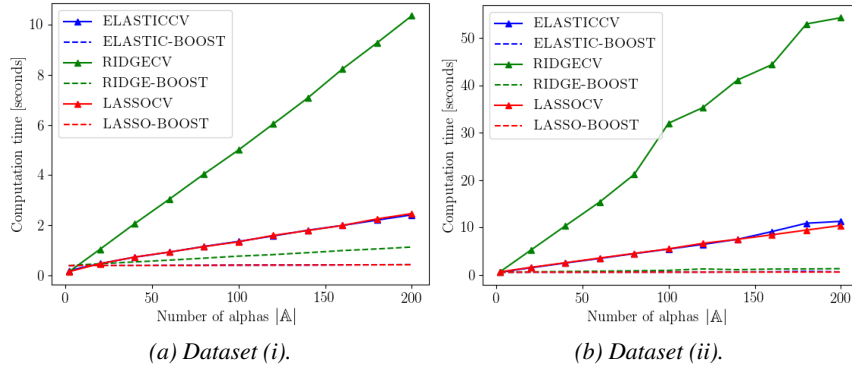 ELASTICCV
ELASTIC-BOOST
RIDGECV
RIDGE-BOOST
LASSOCV
LASSO-BOOST
Computation time [seconds]
10
8
6
4
2
0
0
50
100
150
200
Number of alphas |𝔸|
(a) Dataset (i).
ELASTICCV
ELASTIC-BOOST
RIDGECV
RIDGE-BOOST
LASSOCV
LASSO-BOOST
Computation time [seconds]
50
40
30
20
10
0
0
50
100
150
200
Number of alphas |𝔸|
(b) Dataset (ii).